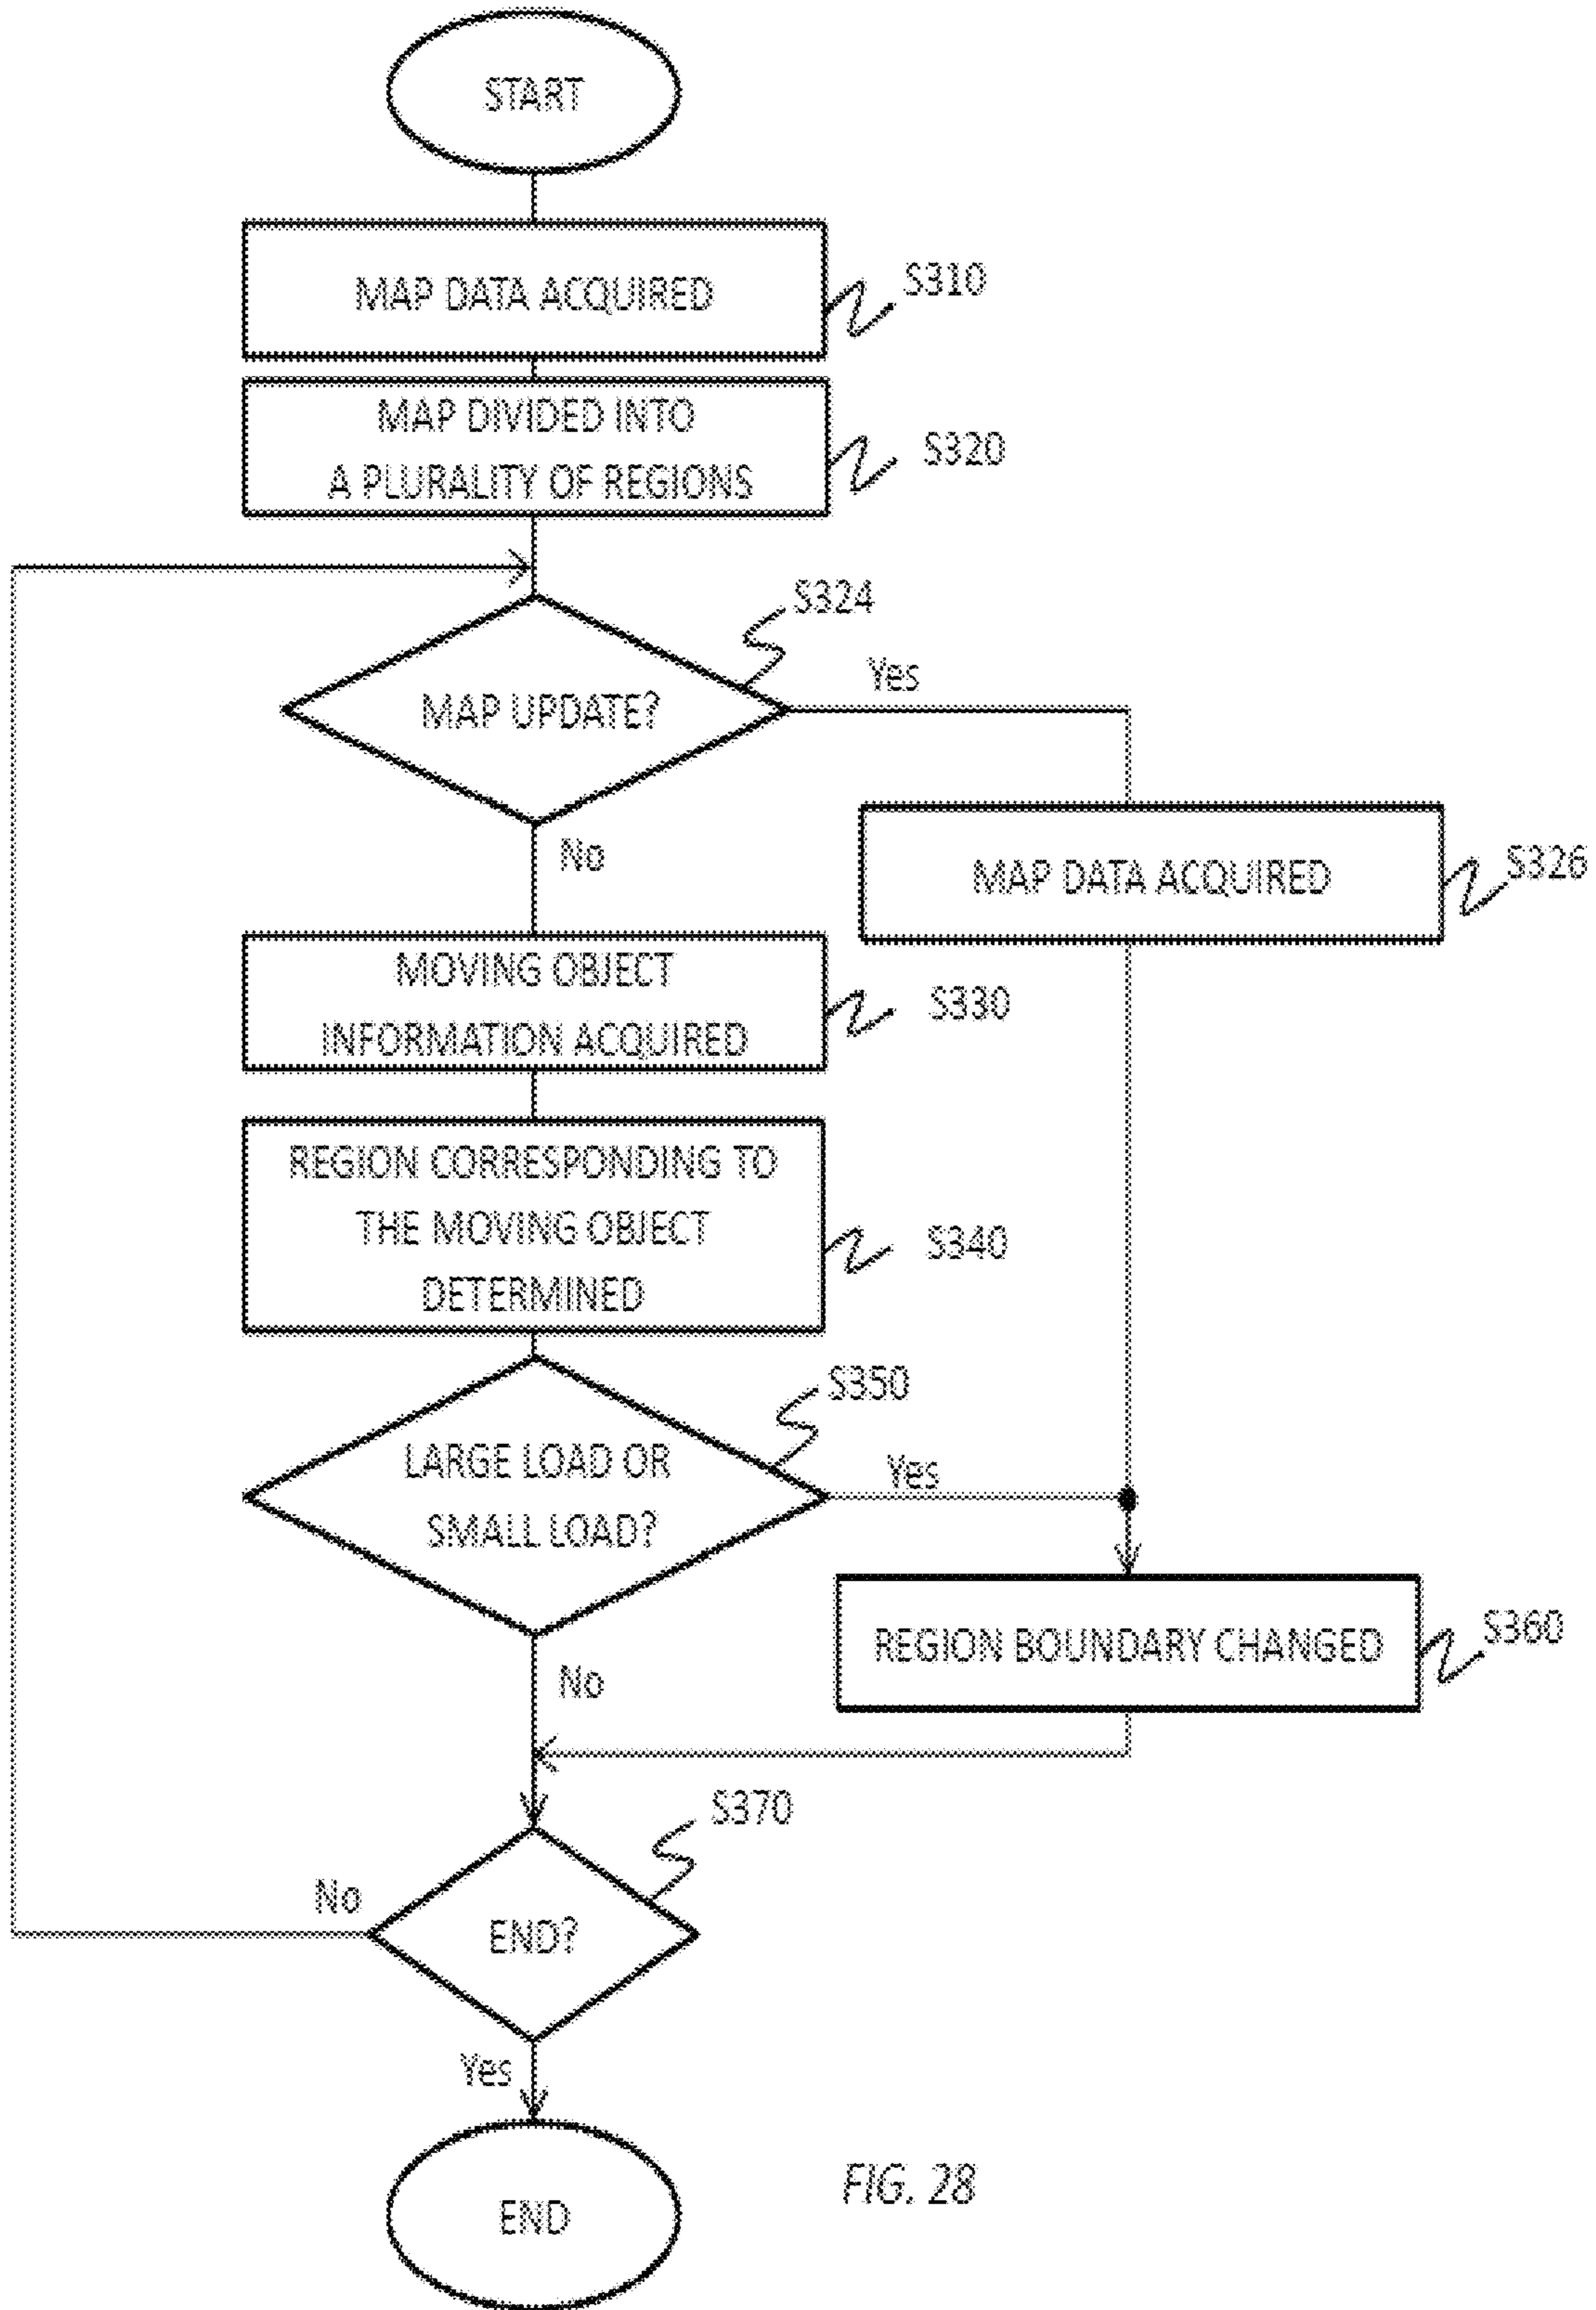 START
MAP DATA ACQUIRED
S310
MAP DIVIDED INTO
A PLURALITY OF REGIONS
S320
S324
MAP UPDATE?
Yes
No
MAP DATA ACQUIRED
S326
MOVING OBJECT
INFORMATION ACQUIRED
S330
REGION CORRESPONDING TO
THE MOVING OBJECT
DETERMINED
S340
S350
LARGE LOAD OR
SMALL LOAD?
Yes
No
REGION BOUNDARY CHANGED
S360
S370
No
END?
Yes
END
FIG. 28